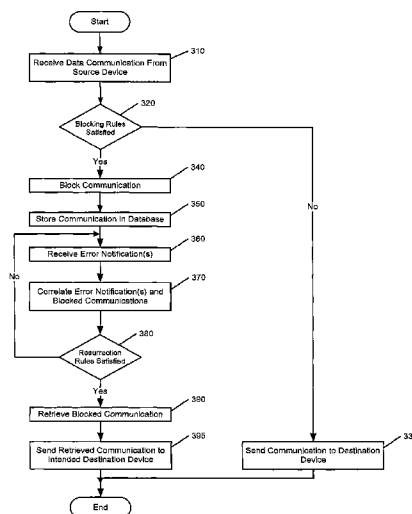 Start
310
Receive Data Communication From
Source Device
320
Blocking Rules
Satisfied
Yes
340
Block Communication
350
Store Communication In Database
360
Receive Error Notification(s)
370
Correlate Error Notification(s) and
Blocked Communications
380
Resurrection
Rules Satisfied
No
Yes
390
Retrieve Blocked Communication
395
Send Retrieved Communication to
Intended Destination Device
No
33
Send Communication to Destination
Device
End